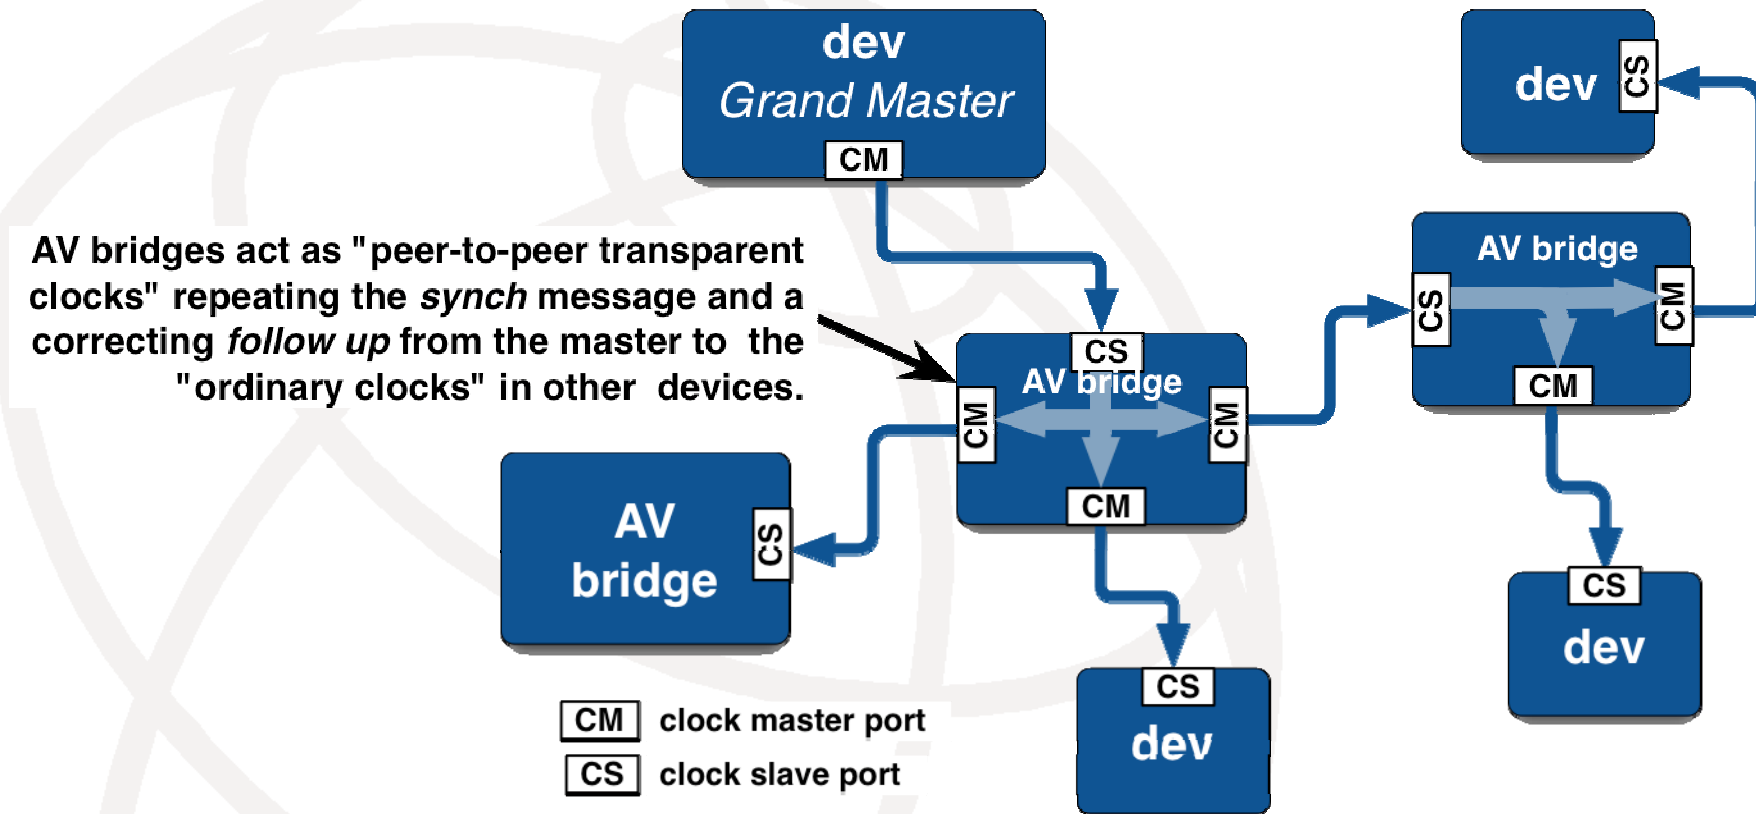 dev
Grand Master
CM
dev
CS
AV bridges act as "peer-to-peer transparent
clocks" repeating the synch message and a
correcting follow up from the master to  the
"ordinary clocks" in other  devices.
AV bridge
CS
CM
CM
CS
AV bridge
CM
CM
CM
AV
bridge
CS
CS
dev
CS
dev
CM clock master port
CS clock slave port